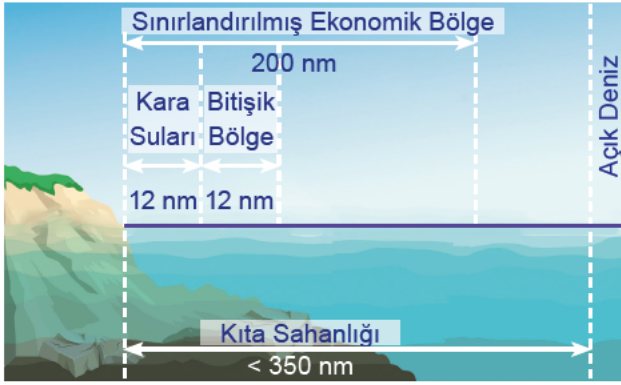 Sınırlandırılmış Ekonomik Bölge
200 nm
Kara
Suları
Bitişik
Bölge
12 nm
12 nm
Açık Deniz
Kıta Sahanlığı
< 350 nm